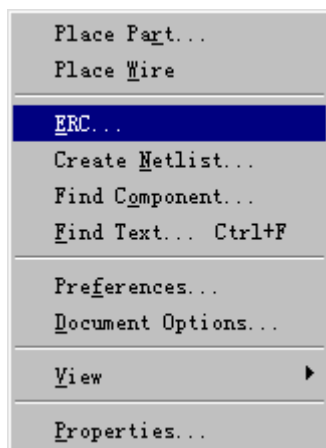 Place Part...
Place Wire
ERC...
Create Netlist...
Find Component...
Find Text... Ctrl+F
Preferences...
Document Options...
View
Properties...